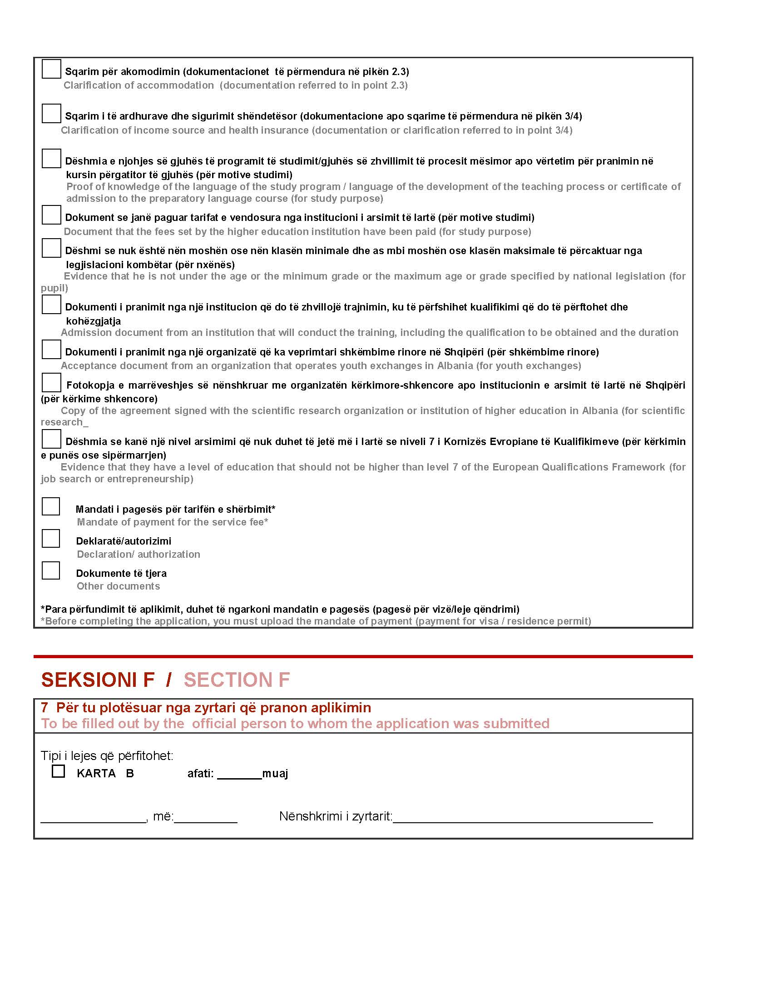 Sqarim për akomodimin (dokumentacionet  të përmendura në pikën 2.3)
Clarification of accommodation  (documentation referred to in point 2.3)
Sqarim i të ardhurave dhe sigurimit shëndetësor (dokumentacione apo sqarime të përmendura në pikën 3/4)
Clarification of income source and health insurance (documentation or clarification referred to in point 3/4)
Dëshmia e njohjes së gjuhës të programit të studimit/gjuhës së zhvillimit të procesit mësimor apo vërtetim për pranimin në
kursin përgatitor të gjuhës (për motive studimi)
Proof of knowledge of the language of the study program / language of the development of the teaching process or certificate of
admission to the preparatory language course (for study purpose)
Dokument se janë paguar tarifat e vendosura nga institucioni i arsimit të lartë (për motive studimi)
Document that the fees set by the higher education institution have been paid (for study purpose)
Dëshmi se nuk është nën moshën ose nën klasën minimale dhe as mbi moshën ose klasën maksimale të përcaktuar nga
legjislacioni kombëtar (për nxënës)
Evidence that he is not under the age or the minimum grade or the maximum age or grade specified by national legislation (for
pupil)
Dokumenti i pranimit nga një institucion që do të zhvillojë trajnimin, ku të përfshihet kualifikimi që do të përftohet dhe
kohëzgjatja
Admission document from an institution that will conduct the training, including the qualification to be obtained and the duration
Dokumenti i pranimit nga një organizatë që ka veprimtari shkëmbime rinore në Shqipëri (për shkëmbime rinore)
Acceptance document from an organization that operates youth exchanges in Albania (for youth exchanges)
Fotokopja e marrëveshjes së nënshkruar me organizatën kërkimore-shkencore apo institucionin e arsimit të lartë në Shqipëri
(për kërkime shkencore)
Copy of the agreement signed with the scientific research organization or institution of higher education in Albania (for scientific
research_
Dëshmia se kanë një nivel arsimimi që nuk duhet të jetë më i lartë se niveli 7 i Kornizës Evropiane të Kualifikimeve (për kërkimin
e punës ose sipërmarrjen)
Evidence that they have a level of education that should not be higher than level 7 of the European Qualifications Framework (for
job search or entrepreneurship)
Mandati i pagesës për tarifën e shërbimit*
Mandate of payment for the service fee*
Deklaratë/autorizimi
Declaration/ authorization
Dokumente të tjera
Other documents
*Para përfundimit të aplikimit, duhet të ngarkoni mandatin e pagesës (pagesë për vizë/leje qëndrimi)
*Before completing the application, you must upload the mandate of payment (payment for visa / residence permit)
SEKSIONI F  /  SECTION F
7  Për tu plotësuar nga zyrtari që pranon aplikimin
To be filled out by the  official person to whom the application was submitted
Tipi i lejes që përfitohet:
KARTA   B   afati: _______muaj
_______________, më:_________   Nënshkrimi i zyrtarit:_____________________________________